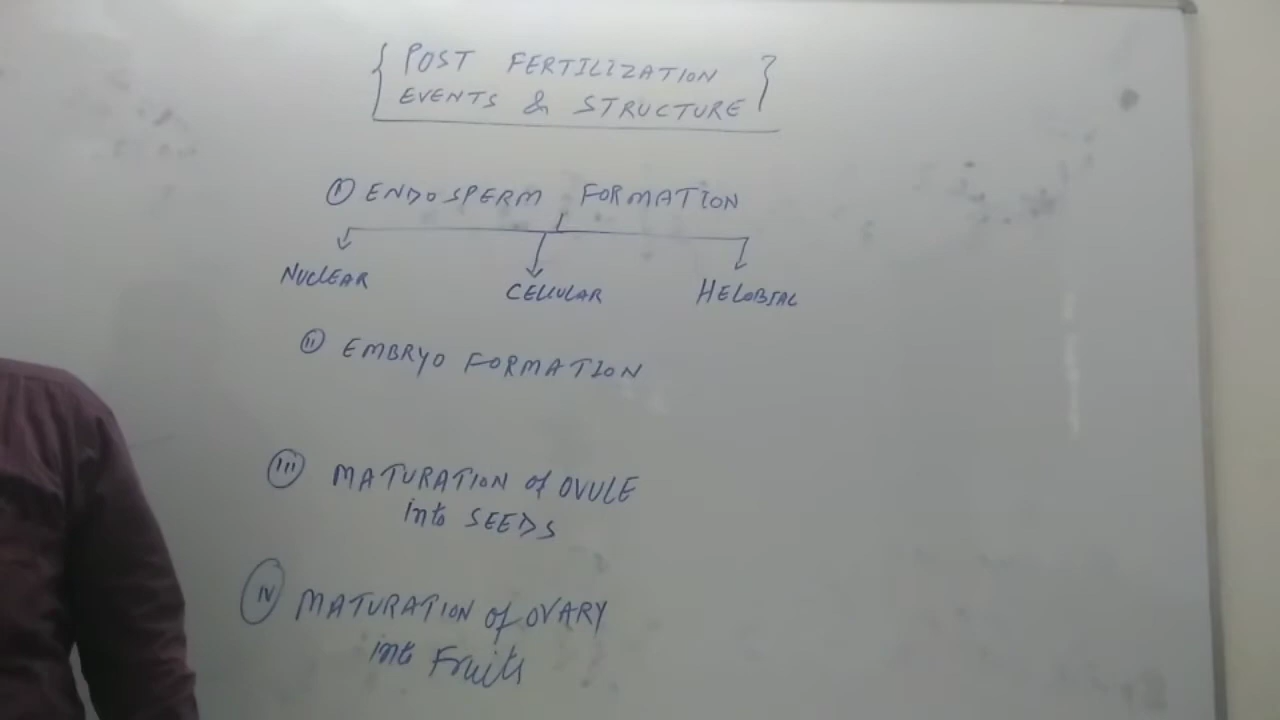 { POST FERTILIZATION }
EVENTS & STRUCTURE
(I) ENDOSPERM FORMATION
NUCLEAR CELLULAR HELOBIAL
(II) EMBRYO FORMATION
(III) MATURATION of OVULE
into SEEDS
(IV) MATURATION of OVARY
into Fruits